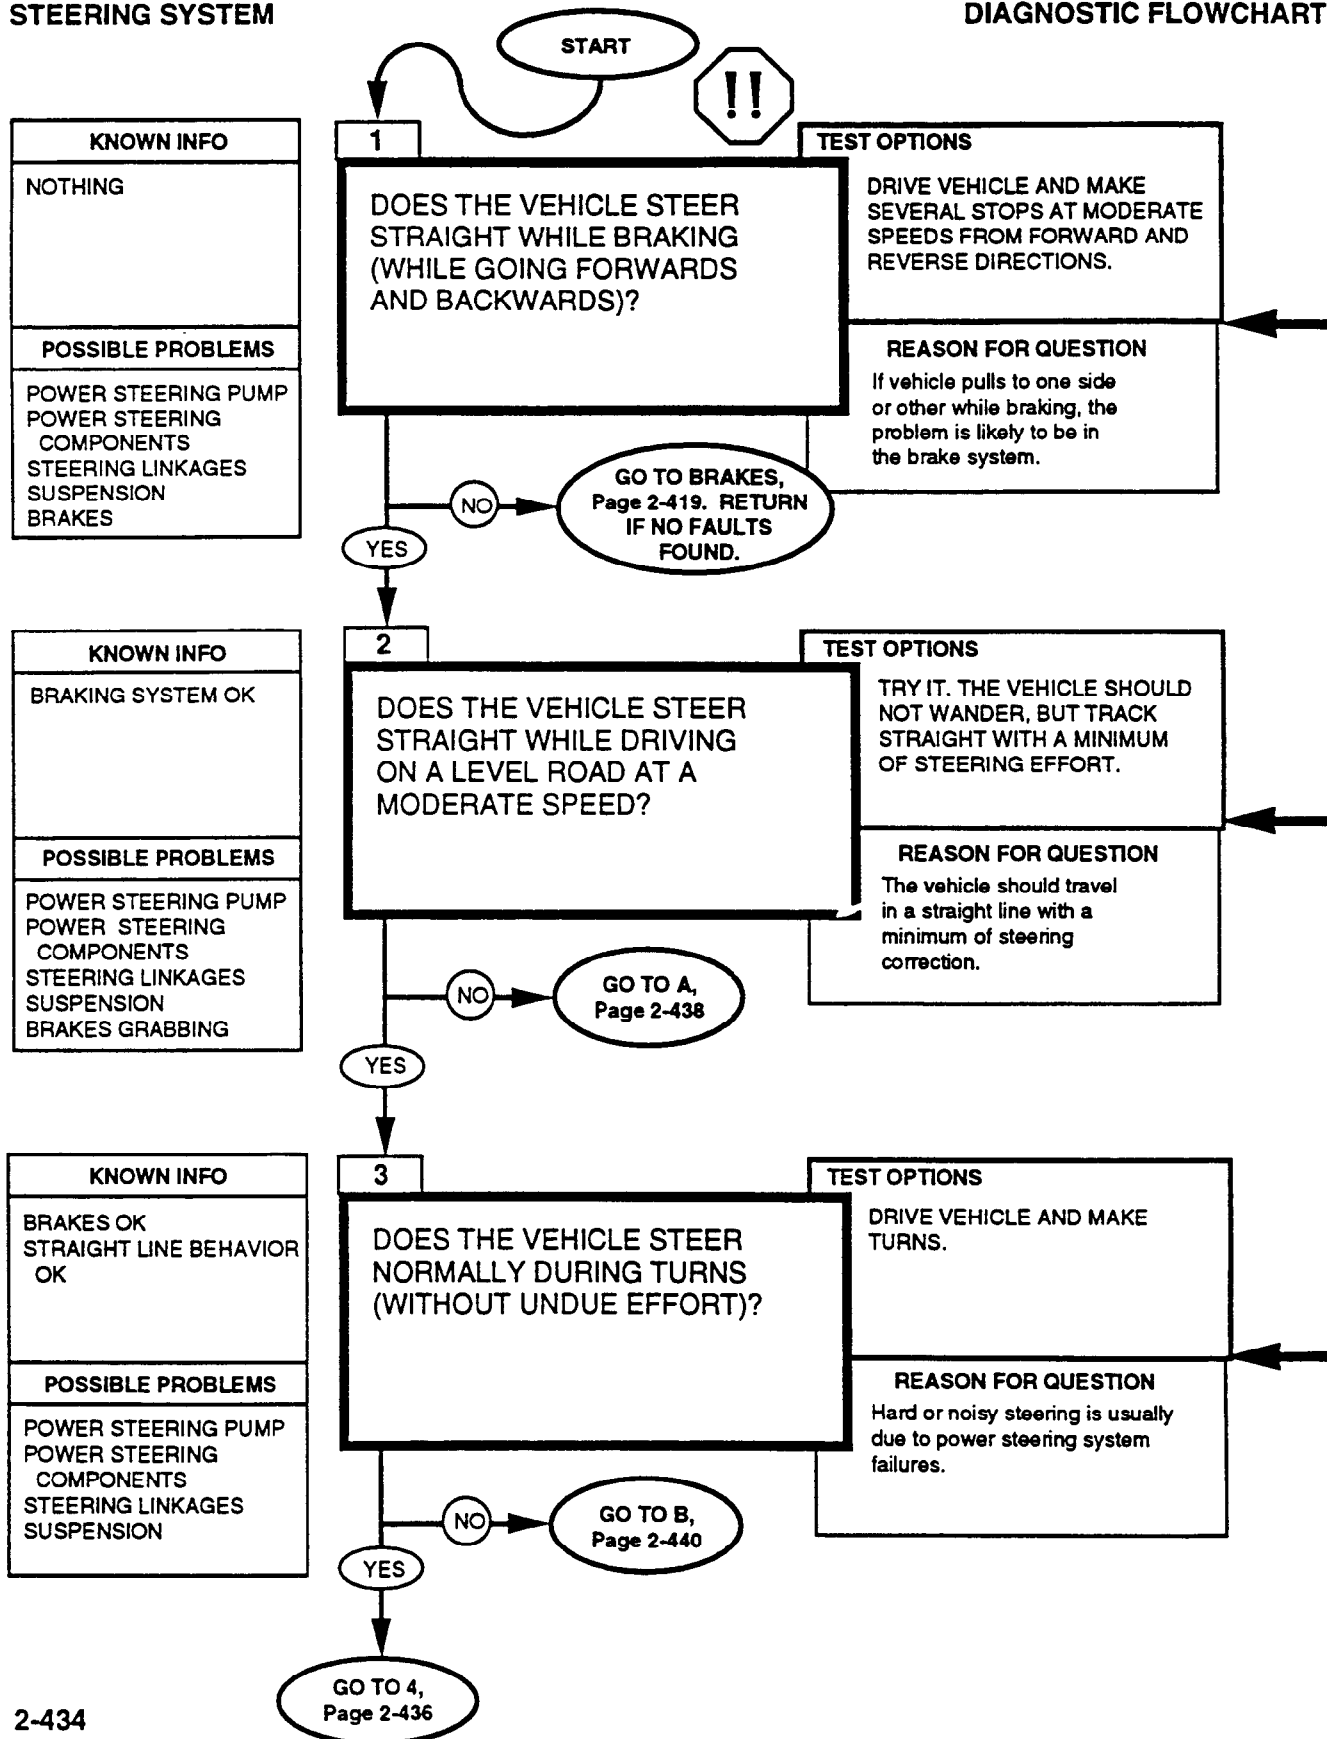 STEERING SYSTEM
DIAGNOSTIC FLOWCHART
START
!!
KNOWN INFO
NOTHING
POSSIBLE PROBLEMS
POWER STEERING PUMP
POWER STEERING
COMPONENTS
STEERING LINKAGES
SUSPENSION
BRAKES
1
DOES THE VEHICLE STEER
STRAIGHT WHILE BRAKING
(WHILE GOING FORWARDS
AND BACKWARDS)?
TEST OPTIONS
DRIVE VEHICLE AND MAKE
SEVERAL STOPS AT MODERATE
SPEEDS FROM FORWARD AND
REVERSE DIRECTIONS.
REASON FOR QUESTION
If vehicle pulls to one side
or other while braking, the
problem is likely to be in
the brake system.
NO
GO TO BRAKES,
Page 2-419. RETURN
IF NO FAULTS
FOUND.
YES
KNOWN INFO
BRAKING SYSTEM OK
POSSIBLE PROBLEMS
POWER STEERING PUMP
POWER STEERING
COMPONENTS
STEERING LINKAGES
SUSPENSION
BRAKES GRABBING
2
DOES THE VEHICLE STEER
STRAIGHT WHILE DRIVING
ON A LEVEL ROAD AT A
MODERATE SPEED?
TEST OPTIONS
TRY IT. THE VEHICLE SHOULD
NOT WANDER, BUT TRACK
STRAIGHT WITH A MINIMUM
OF STEERING EFFORT.
REASON FOR QUESTION
The vehicle should travel
in a straight line with a
minimum of steering
correction.
NO
GO TO A,
Page 2-438
YES
KNOWN INFO
BRAKES OK
STRAIGHT LINE BEHAVIOR
OK
POSSIBLE PROBLEMS
POWER STEERING PUMP
POWER STEERING
COMPONENTS
STEERING LINKAGES
SUSPENSION
3
DOES THE VEHICLE STEER
NORMALLY DURING TURNS
(WITHOUT UNDUE EFFORT)?
TEST OPTIONS
DRIVE VEHICLE AND MAKE
TURNS.
REASON FOR QUESTION
Hard or noisy steering is usually
due to power steering system
failures.
NO
GO TO B,
Page 2-440
YES
GO TO 4,
Page 2-436
2-434